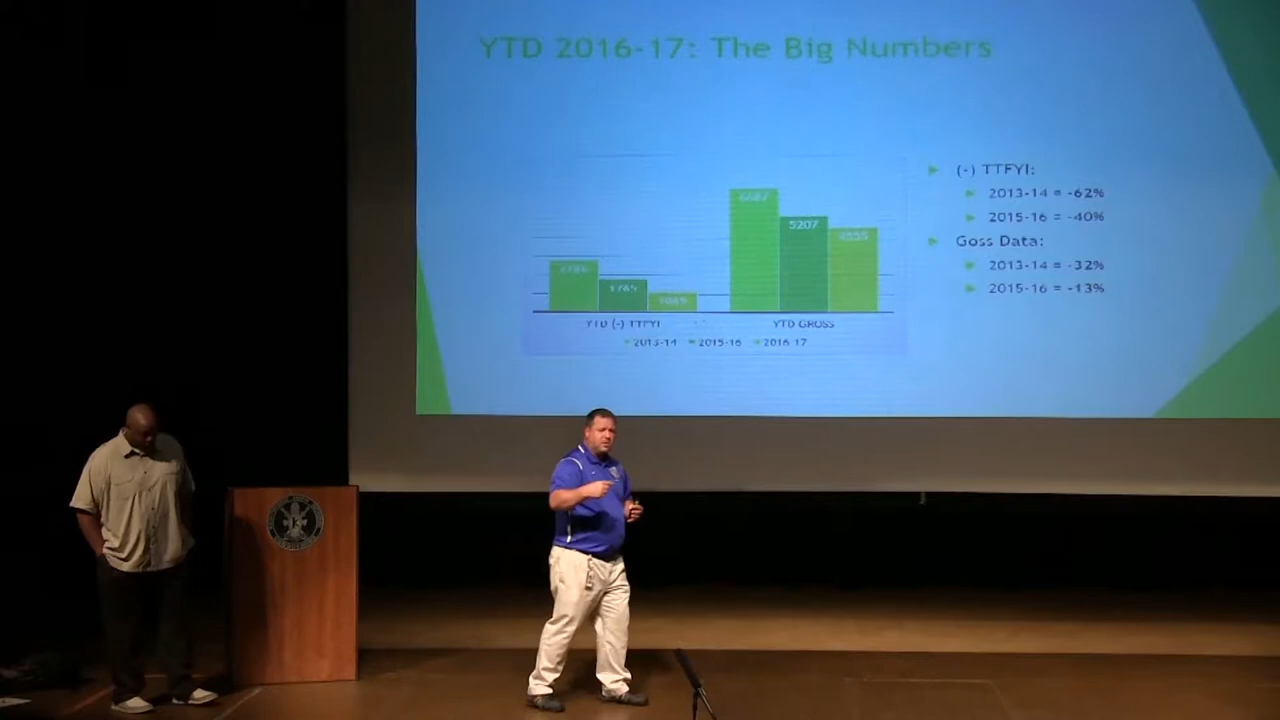 YTD 2016-17: The Big Numbers
5207
4555
YTD (-) TTFYI
YTD GROSS
2013-14 2015-16 2016-17
(-) TTFYI:
2013-14 = -62%
2015-16 = -40%
Goss Data:
2013-14 = -32%
2015-16 = -13%